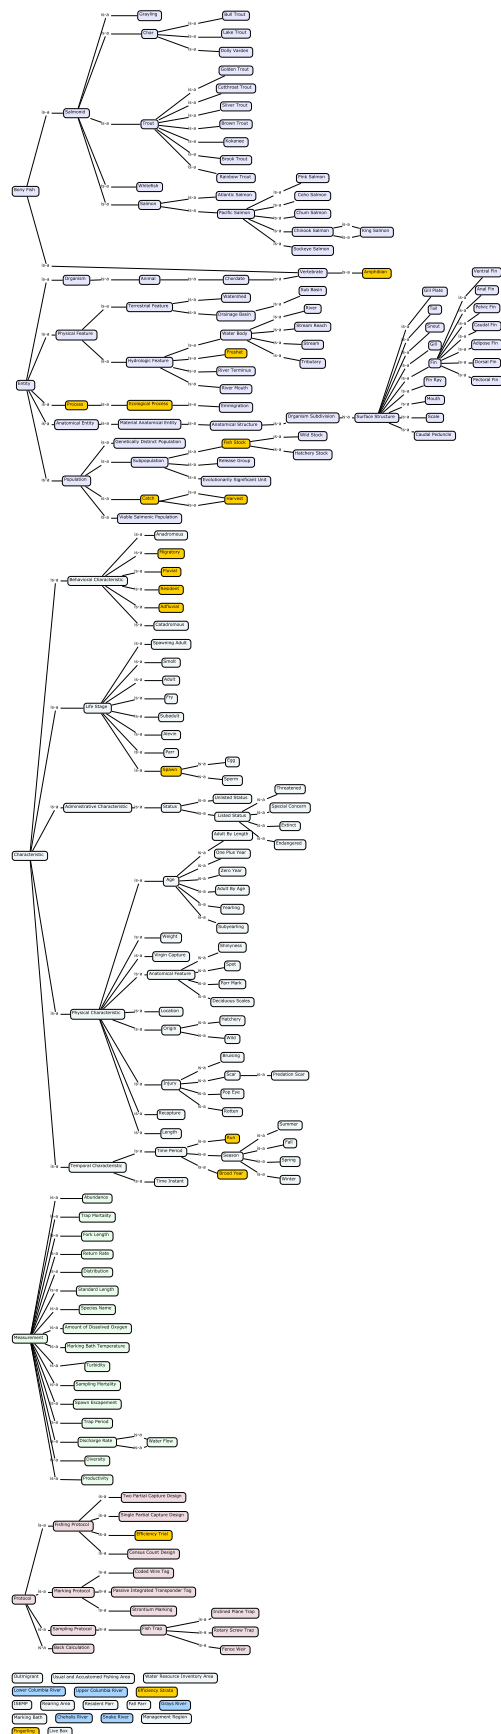 Grayling
Bull Trout
Char
Lake Trout
Dolly Varden
Golden Trout
Cutthroat Trout
Silver Trout
Salmonid
Trout
Brown Trout
Kokanee
Brook Trout
Rainbow Trout
Bony Fish
Whitefish
Pink Salmon
Atlantic Salmon
Coho Salmon
Salmon
Pacific Salmon
Chum Salmon
Chinook Salmon
King Salmon
Sockeye Salmon
Vertebrate
Amphibian
Organism
Animal
Chordate
Ventral Fin
Sub Basin
Gill Plate
Anal Fin
Watershed
Terrestrial Feature
River
Tail
Pelvic Fin
Drainage Basin
Stream Reach
Snout
Caudal Fin
Physical Feature
Water Body
Stream
Gill
Adipose Fin
Freshet
Hydrologic Feature
Tributary
Fin
Dorsal Fin
River Terminus
Entity
Fin Ray
Pectoral Fin
River Mouth
Process
Ecological Process
Emmigration
Mouth
Anatomical Entity
Material Anatomical Entity
Anatomical Structure
Organism Subdivision
Surface Structure
Scale
Genetically Distinct Population
Fish Stock
Wild Stock
Caudal Peduncle
Subpopulation
Release Group
Hatchery Stock
Population
Evolutionarily Significant Unit
Catch
Harvest
Viable Salmonic Population
Anadromous
Migratory
Fluvial
Behavioral Characteristic
Resident
Adfluvial
Catadromous
Spawning Adult
Smolt
Adult
Fry
Life Stage
Subadult
Alevin
Parr
Spawn
Egg
Sperm
Threatened
Unlisted Status
Administrative Characteristic
Status
Special Concern
Listed Status
Extinct
Adult By Length
Endangered
Characteristic
One Plus Year
Zero Year
Age
Adult By Age
Yearling
Subyearling
Weight
Shinyness
Virgin Capture
Spot
Anatomical Feature
Parr Mark
Deciduous Scales
Physical Characteristic
Location
Hatchery
Origin
Wild
Bruising
Scar
Predation Scar
Injury
Pop Eye
Rotten
Recapture
Length
Summer
Run
Fall
Time Period
Season
Spring
Temporal Characteristic
Brood Year
Winter
Time Instant
Abundance
Trap Mortality
Fork Length
Return Rate
Distribution
Standard Length
Species Name
Amount of Dissolved Oxygen
Measurement
Marking Bath Temperature
Turbidity
Sampling Mortality
Spawn Escapement
Trap Period
Discharge Rate
Water Flow
Diversity
Productivity
Two Partial Capture Design
Single Partial Capture Design
Fishing Protocol
Efficiency Trial
Census Count Design
Coded Wire Tag
Marking Protocol
Passive Integrated Transponder Tag
Protocol
Strontium Marking
Inclined Plane Trap
Sampling Protocol
Fish Trap
Rotary Screw Trap
Back Calculation
Fence Weir
Outmigrant Usual and Accustomed Fishing Area Water Resource Inventory Area
Lower Columbia River Upper Columbia River Efficiency Strata
ISEMP Rearing Area Resident Parr Fall Parr Grays River
Marking Bath Chehalis River Snake River Management Region
Fingerling Live Box